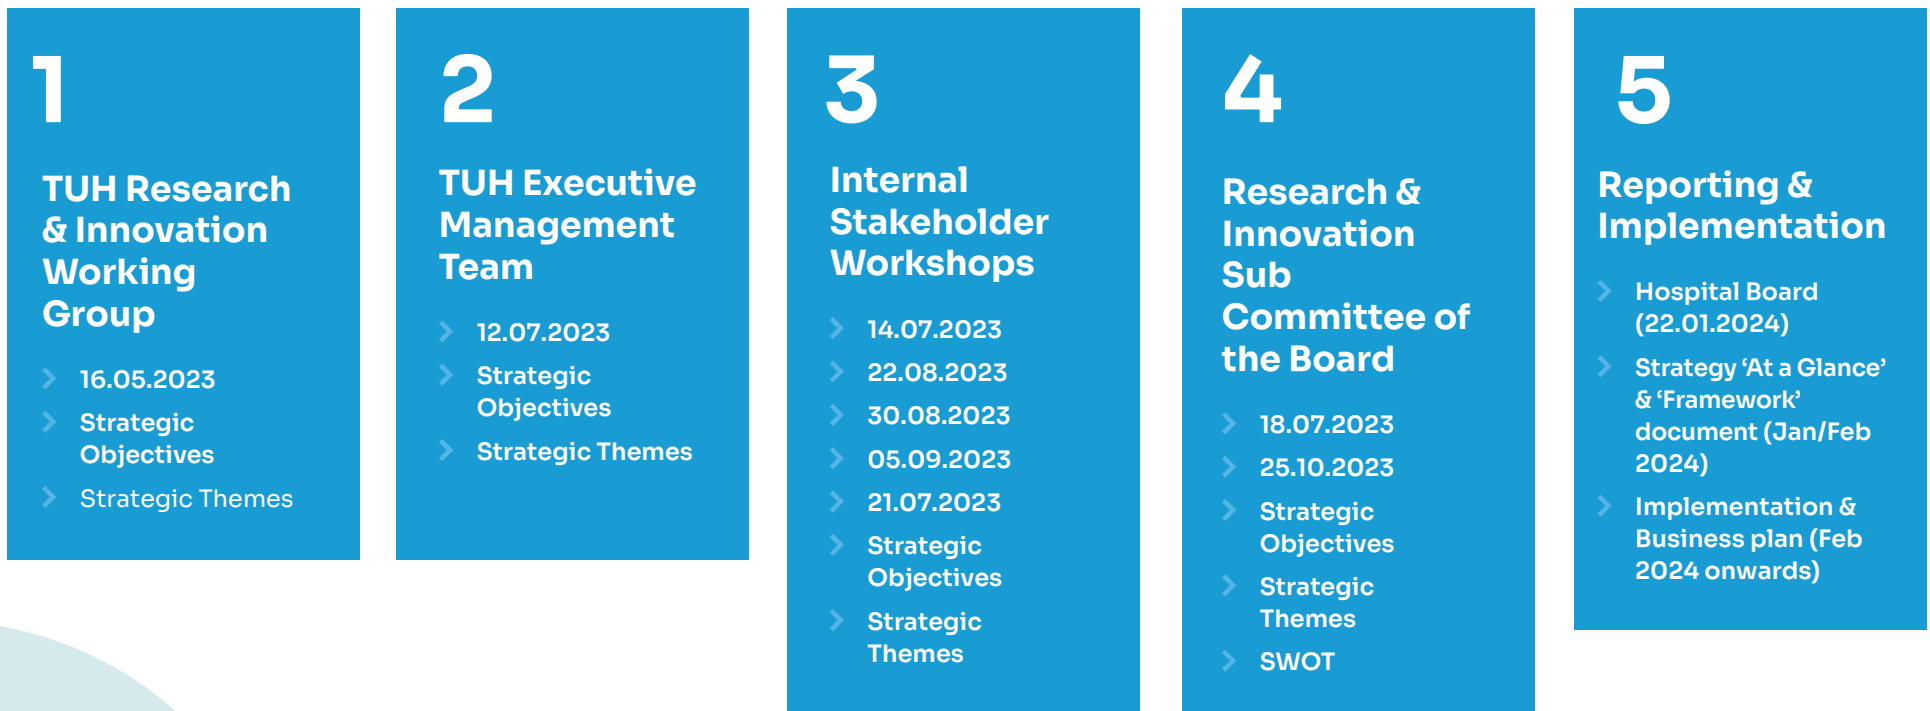 1
TUH Research
& Innovation
Working
Group
16.05.2023
Strategic
Objectives
Strategic Themes
2
TUH Executive
Management
Team
12.07.2023
Strategic
Objectives
Strategic Themes
3
Internal
Stakeholder
Workshops
14.07.2023
22.08.2023
30.08.2023
05.09.2023
21.07.2023
Strategic
Objectives
Strategic
Themes
4
Research &
Innovation
Sub
Committee of
the Board
18.07.2023
25.10.2023
Strategic
Objectives
Strategic
Themes
SWOT
5
Reporting &
Implementation
Hospital Board
(22.01.2024)
Strategy ‘At a Glance’
& ‘Framework’
document (Jan/Feb
2024)
Implementation &
Business plan (Feb
2024 onwards)